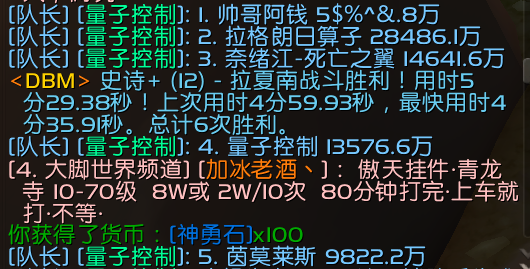 [队长] [量子控制]: 1. 帅哥阿钱 5$%^&.8万
[队长] [量子控制]: 2. 拉格朗日算子 28486.1万
[队长] [量子控制]: 3. 奈绪江-死亡之翼 14641.6万
<DBM> 史诗+ (12) - 拉夏南战斗胜利！用时5
分29.38秒！上次用时4分59.93秒，最快用时4
分35.91秒。总计6次胜利。
[队长] [量子控制]: 4. 量子控制 13576.6万
[4. 大脚世界频道] [加冰老酒丶]：傲天挂件·青龙
寺 10-70级  8W或 2W/10次  80分钟打完·上车就
打·不等·
你获得了货币：[神勇石]x100
[队长] [量子控制]: 5. 茵莫莱斯 9822.2万